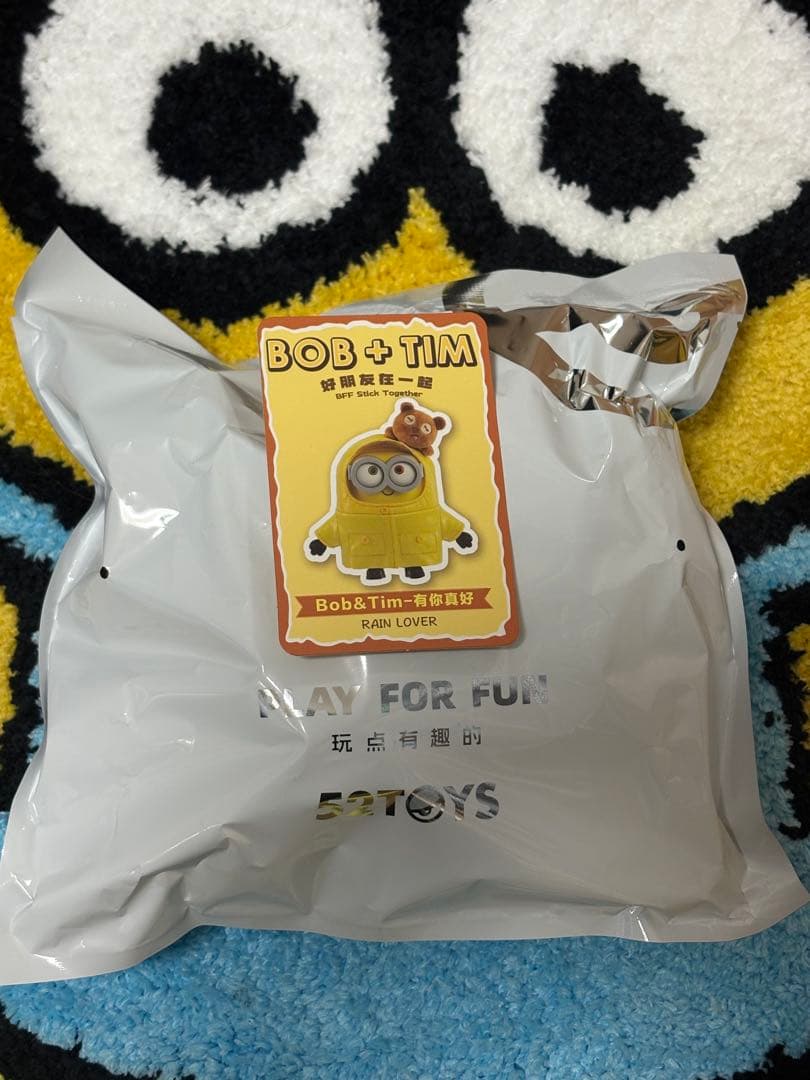 BOB + TIM
好朋友在一起
BFF Stick Together
Bob&Tim-有你真好
RAIN LOVER
PLAY FOR FUN
玩点有趣的
52TOYS